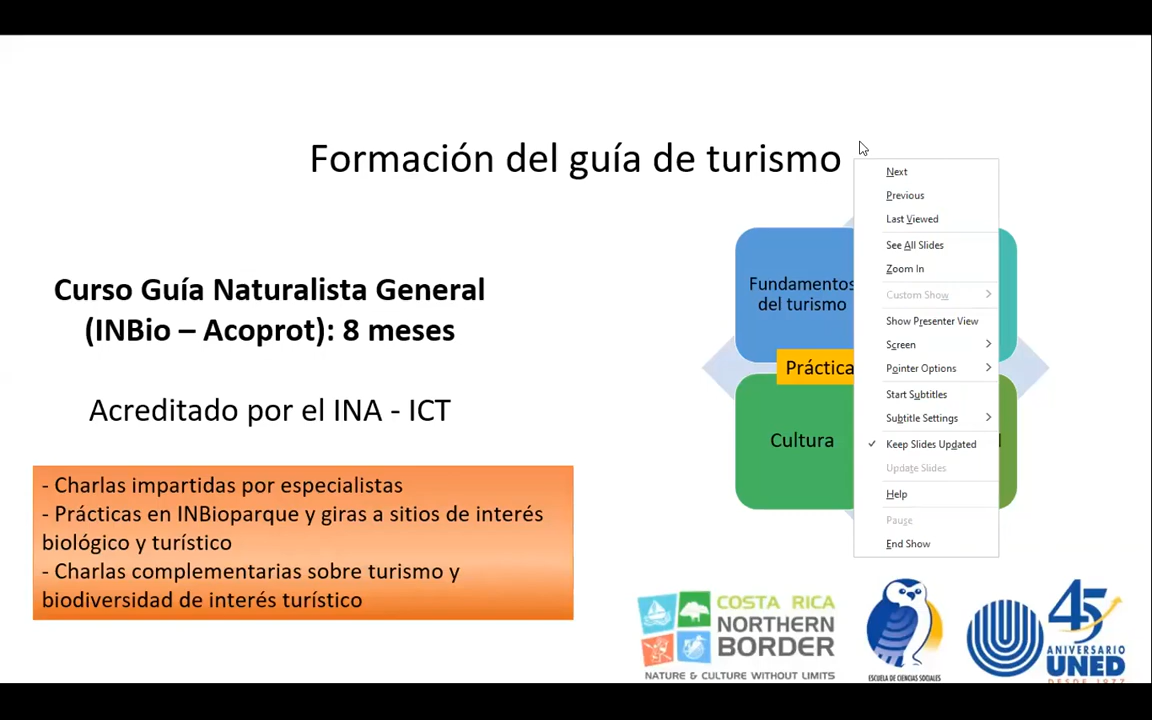 Formación del guía de turismo
Curso Guía Naturalista General
(INBio – Acoprot): 8 meses
Acreditado por el INA - ICT
- Charlas impartidas por especialistas
- Prácticas en INBioparque y giras a sitios de interés
biológico y turístico
- Charlas complementarias sobre turismo y
biodiversidad de interés turístico
Fundamentos
del turismo
Práctica
Cultura
Next
Previous
Last Viewed
See All Slides
Zoom In
Custom Show
Show Presenter View
Screen
Pointer Options
Start Subtitles
Subtitle Settings
Keep Slides Updated
Update Slides
Help
Pause
End Show
COSTA RICA
NORTHERN
BORDER
NATURE & CULTURE WITHOUT LIMITS
ESCUELA DE CIENCIAS SOCIALES
45
ANIVERSARIO
UNED
DESDE 1977